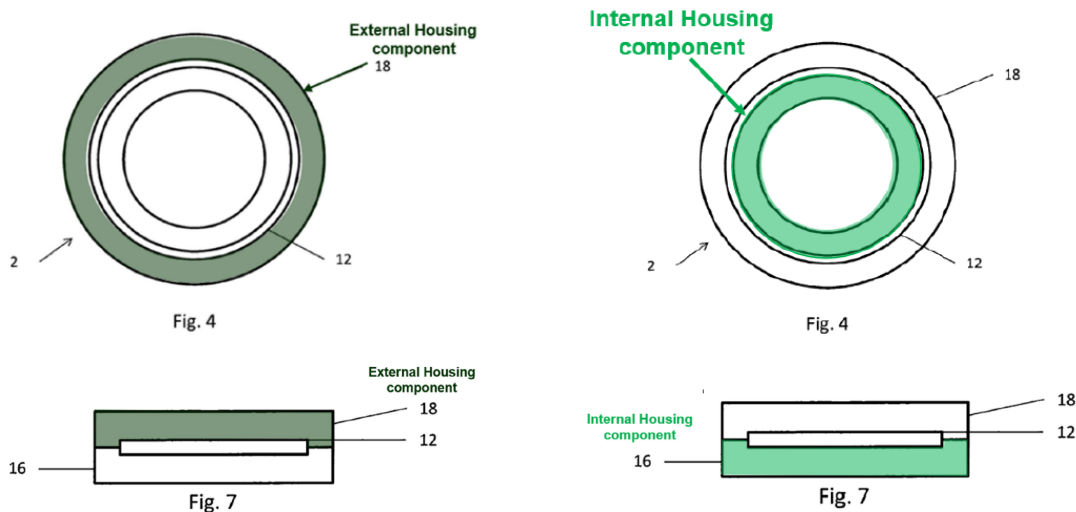 External Housing
component
18
2
12
Fig. 4
Internal Housing
component
18
2
12
Fig. 4
External Housing
component
18
12
16
Fig. 7
Internal Housing
component
18
12
16
Fig. 7